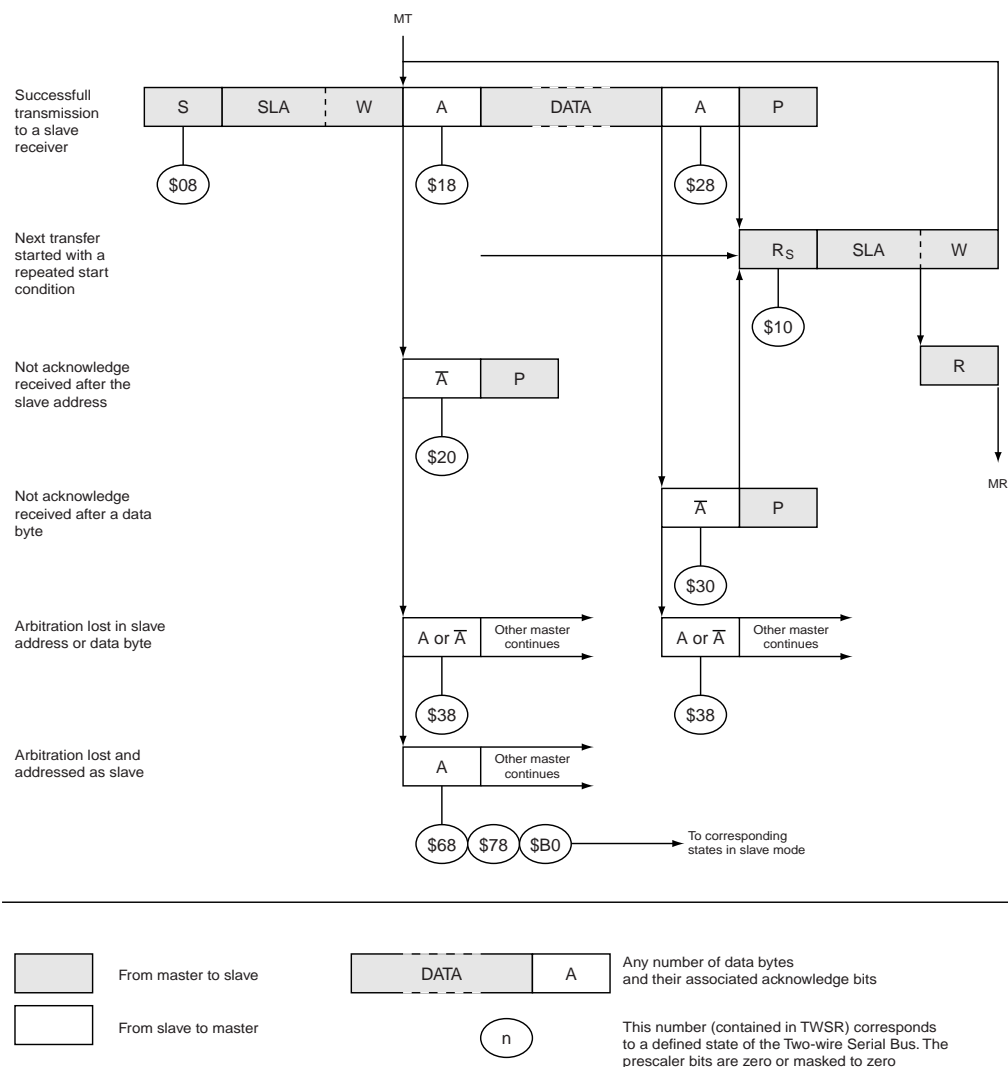 MT
Successfull
transmission
to a slave
receiver
S SLA W A DATA A P
$08 $18 $28
Next transfer
started with a
repeated start
condition
RS SLA W
$10
Not acknowledge
received after the
slave address
A̅ P
R
$20
MR
Not acknowledge
received after a data
byte
A̅ P
$30
Arbitration lost in slave
address or data byte
A or A̅
Other master
continues
A or A̅
Other master
continues
$38 $38
Arbitration lost and
addressed as slave
A
Other master
continues
$68 $78 $B0
To corresponding
states in slave mode
From master to slave
DATA A
Any number of data bytes
and their associated acknowledge bits
From slave to master
n
This number (contained in TWSR) corresponds
to a defined state of the Two-wire Serial Bus. The
prescaler bits are zero or masked to zero